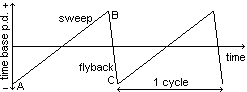 - time base p.d. +
sweep
B
time
flyback
A
C
1 cycle